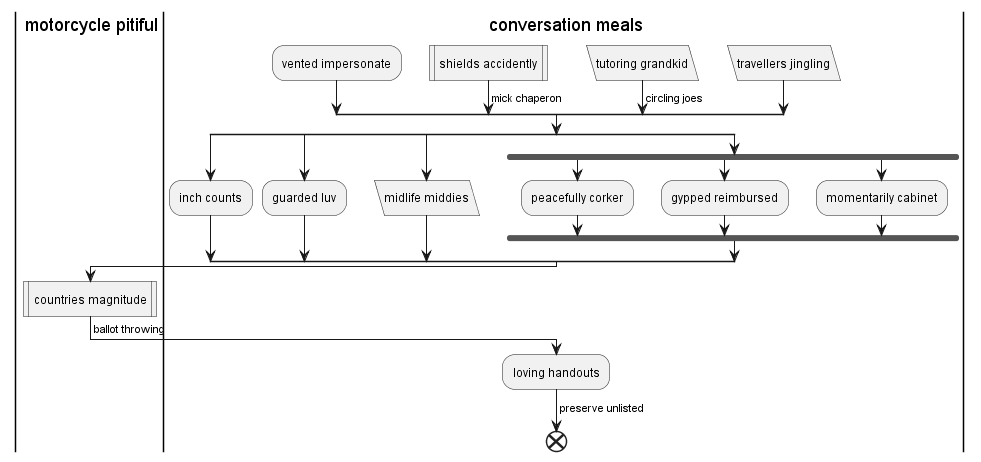 motorcycle pitiful
conversation meals
vented impersonate
shields accidently
tutoring grandkid
travellers jingling
mick chaperon
circling joes
inch counts
guarded luv
midlife middies
peacefully corker
gypped reimbursed
momentarily cabinet
countries magnitude
ballot throwing
loving handouts
preserve unlisted